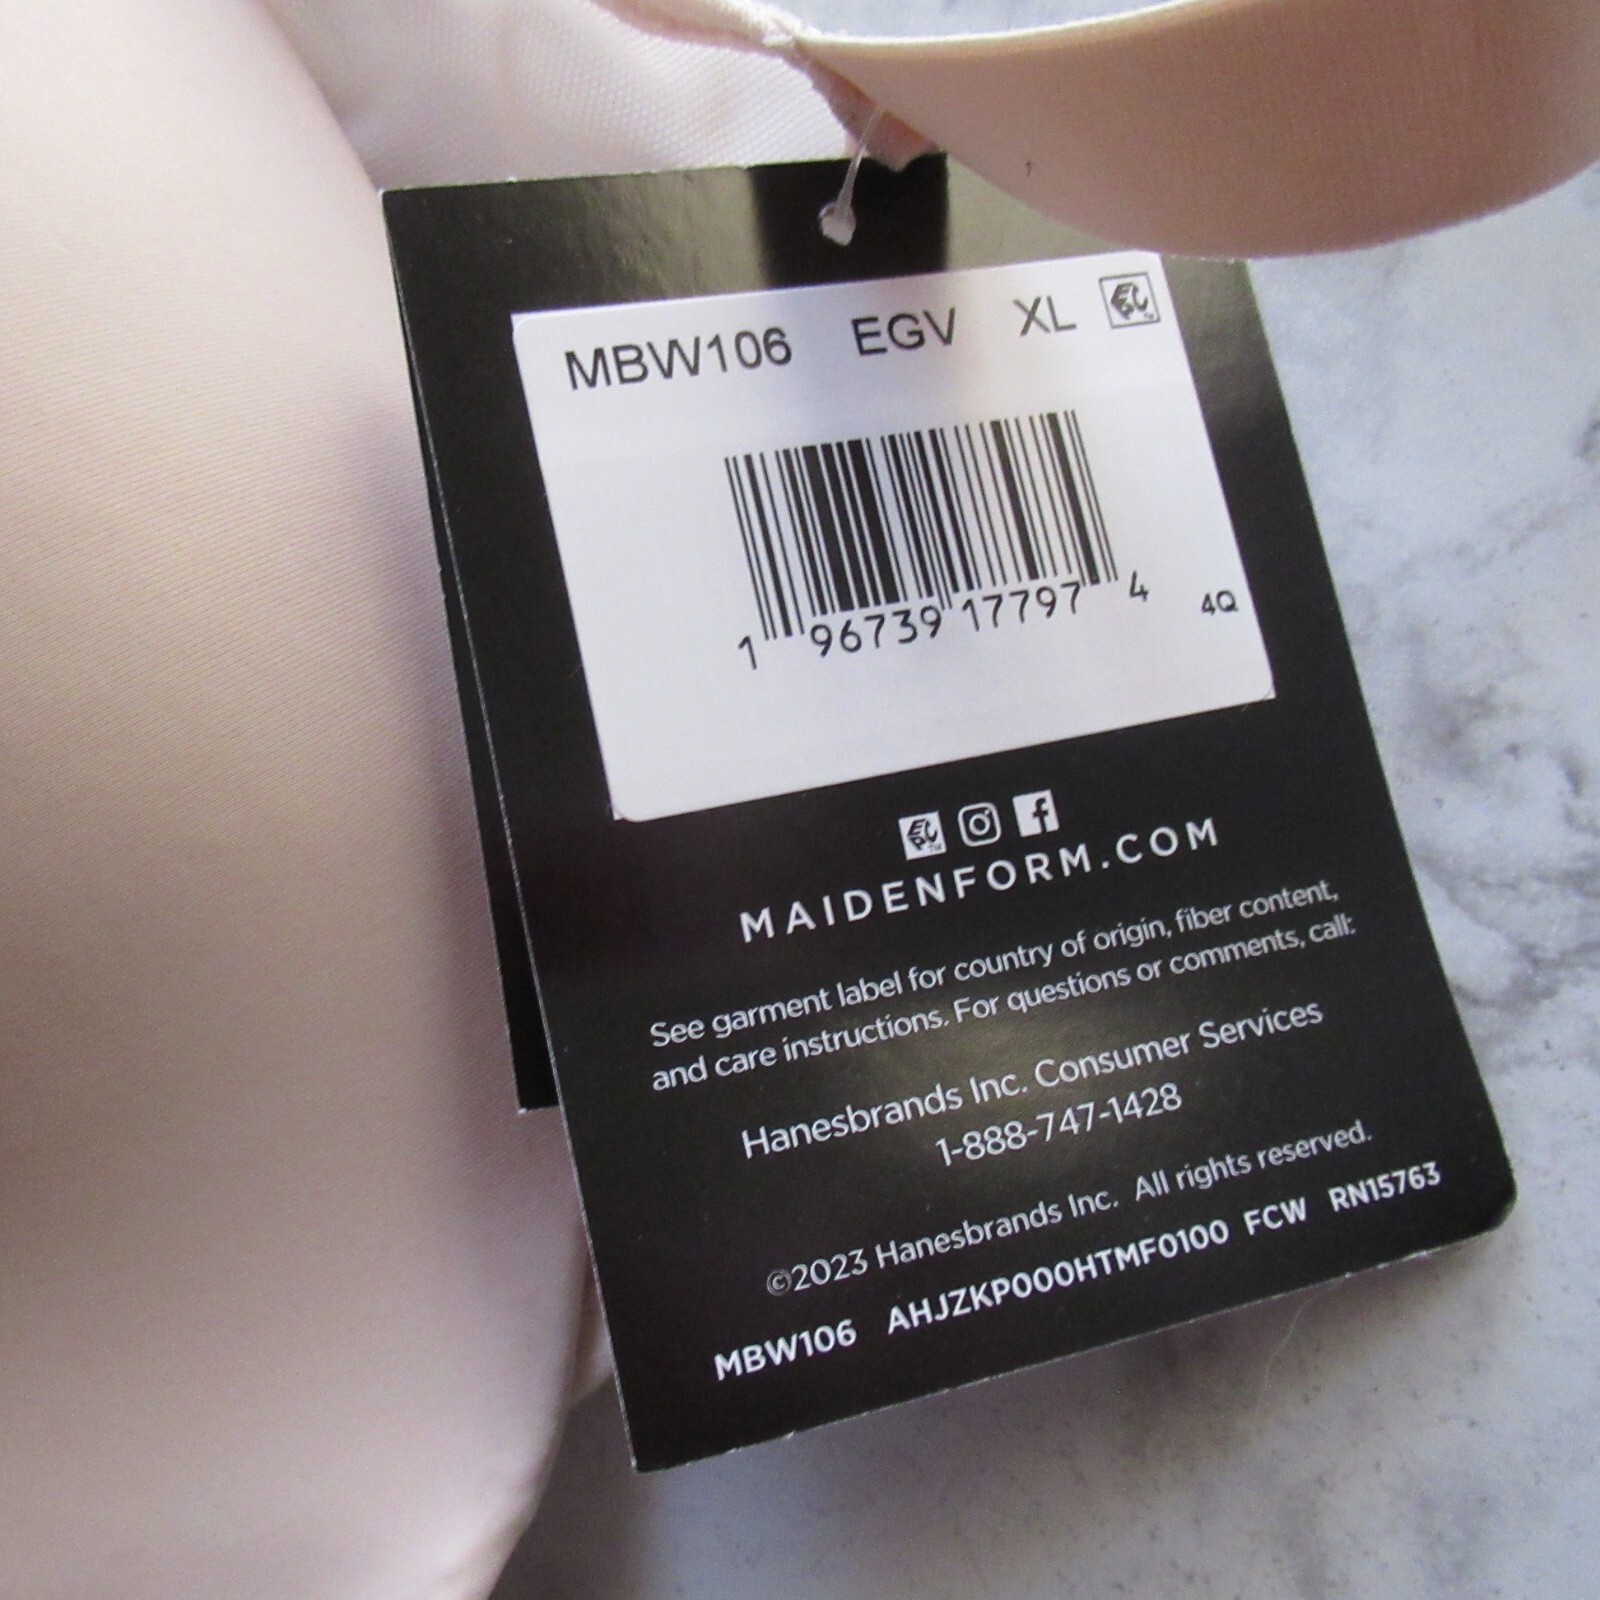 MBW106 EGV XL
1 96739 17797 4
4Q
MAIDENFORM.COM
See garment label for country of origin, fiber content,
and care instructions. For questions or comments, call:
Hanesbrands Inc. Consumer Services
1-888-747-1428
©2023 Hanesbrands Inc. All rights reserved.
MBW106 AHJZKP000HTMF0100 FCW RN15763